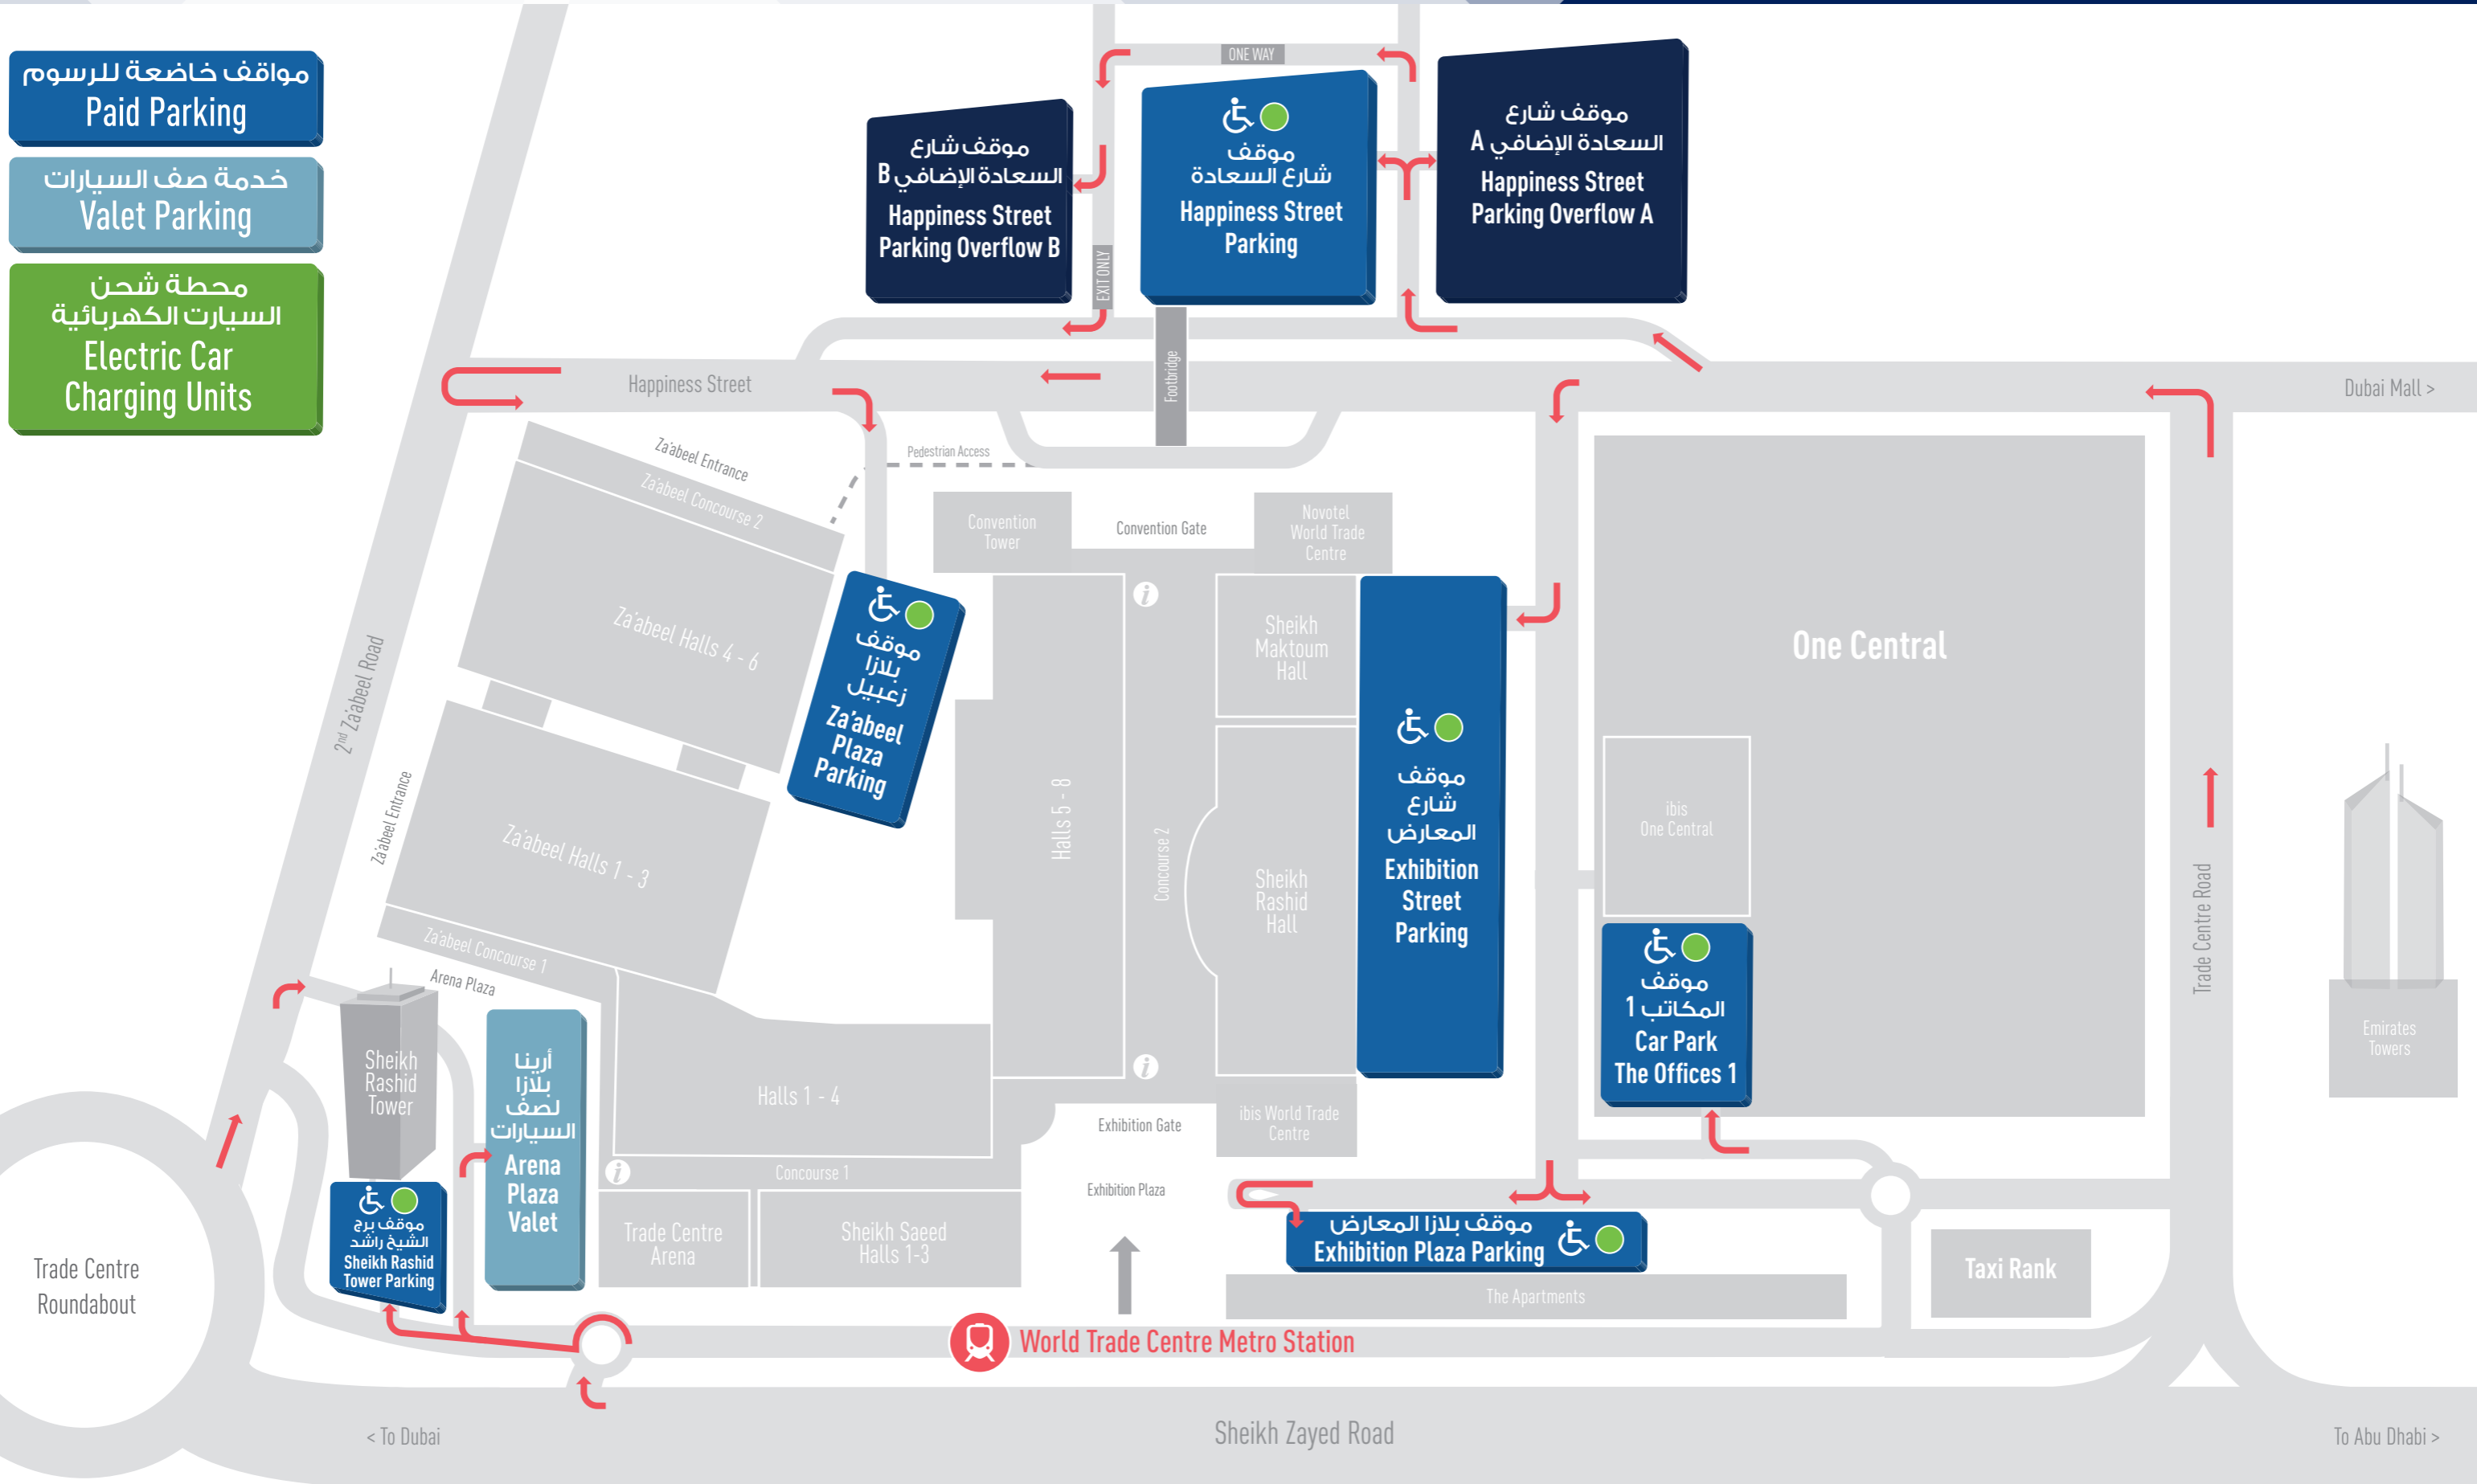 مواقف خاضعة للرسوم
Paid Parking
خدمة صف السيارات
Valet Parking
محطة شحن
السيارت الكهربائية
Electric Car
Charging Units
ONE WAY
موقف شارع
السعادة الإضافي B
Happiness Street
Parking Overflow B
موقف
شارع السعادة
Happiness Street
Parking
موقف شارع
السعادة الإضافي A
Happiness Street
Parking Overflow A
EXIT ONLY
Footbridge
Happiness Street
Dubai Mall >
Pedestrian Access
Za'abeel Entrance
Za'abeel Concourse 2
Za'abeel Halls 4 - 6
Convention
Tower
Convention Gate
Novotel
World Trade
Centre
موقف
بلازا
زعبيل
Za'abeel
Plaza
Parking
Sheikh
Maktoum
Hall
One Central
2nd Za'abeel Road
Za'abeel Entrance
Za'abeel Halls 1 - 3
Za'abeel Concourse 1
Halls 5 - 8
Concourse 2
Sheikh
Rashid
Hall
موقف
شارع
المعارض
Exhibition
Street
Parking
ibis
One Central
موقف
المكاتب 1
Car Park
The Offices 1
Trade Centre Road
Emirates
Towers
Arena Plaza
Sheikh
Rashid
Tower
أرينا
بلازا
لصف
السيارات
Arena
Plaza
Valet
Halls 1 - 4
Exhibition Gate
ibis World Trade
Centre
Concourse 1
Exhibition Plaza
موقف برج
الشيخ راشد
Sheikh Rashid
Tower Parking
Trade Centre
Arena
Sheikh Saeed
Halls 1-3
موقف بلازا المعارض
Exhibition Plaza Parking
The Apartments
Taxi Rank
Trade Centre
Roundabout
World Trade Centre Metro Station
< To Dubai
Sheikh Zayed Road
To Abu Dhabi >